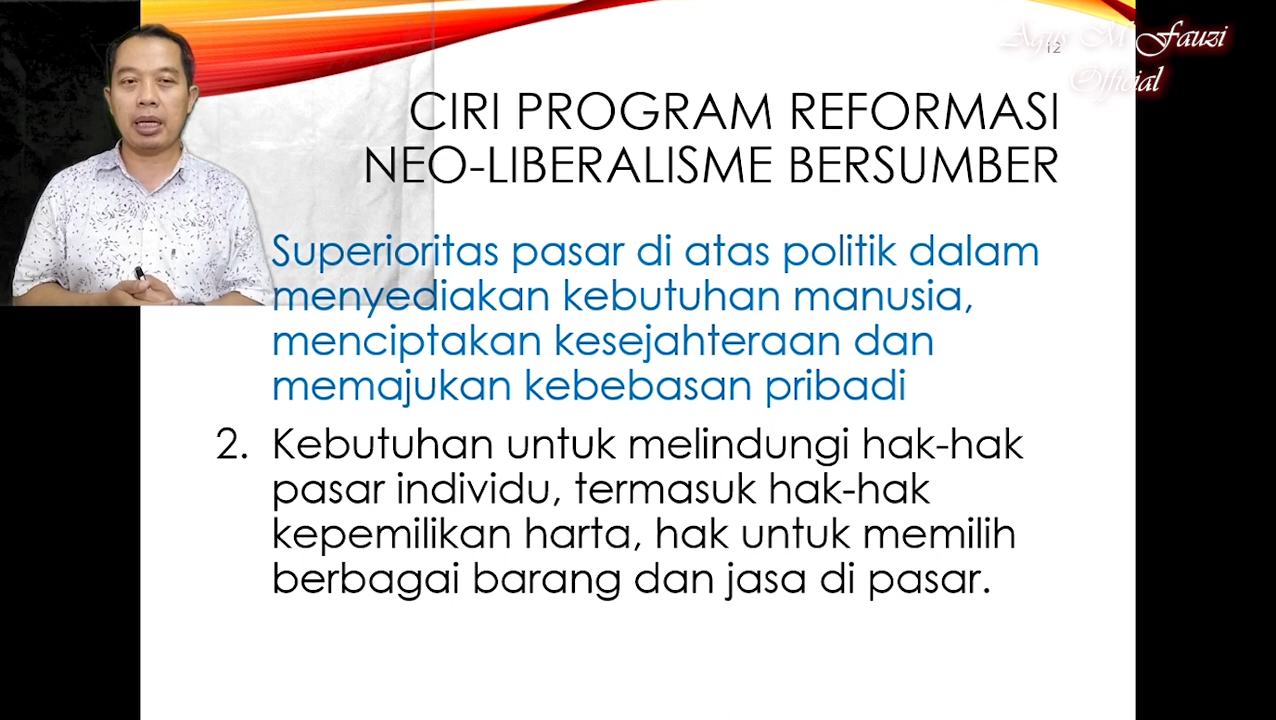 Agus M Fauzi
Official
12
CIRI PROGRAM REFORMASI
NEO-LIBERALISME BERSUMBER
Superioritas pasar di atas politik dalam
menyediakan kebutuhan manusia,
menciptakan kesejahteraan dan
memajukan kebebasan pribadi
2. Kebutuhan untuk melindungi hak-hak
pasar individu, termasuk hak-hak
kepemilikan harta, hak untuk memilih
berbagai barang dan jasa di pasar.